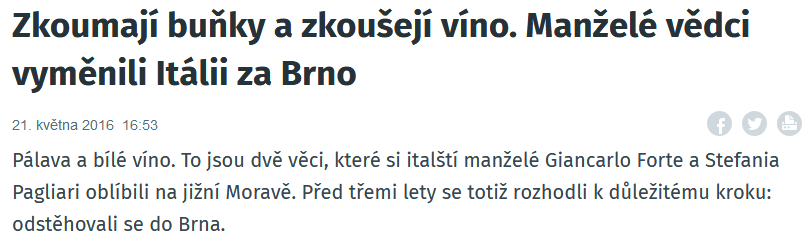 Zkoumají buňky a zkoušejí víno. Manželé vědci
vyměnili Itálii za Brno
21. května 2016 16:53
Pálava a bílé víno. To jsou dvě věci, které si italští manželé Giancarlo Forte a Stefania
Pagliari oblíbili na jižní Moravě. Před třemi lety se totiž rozhodli k důležitému kroku:
odstěhovali se do Brna.